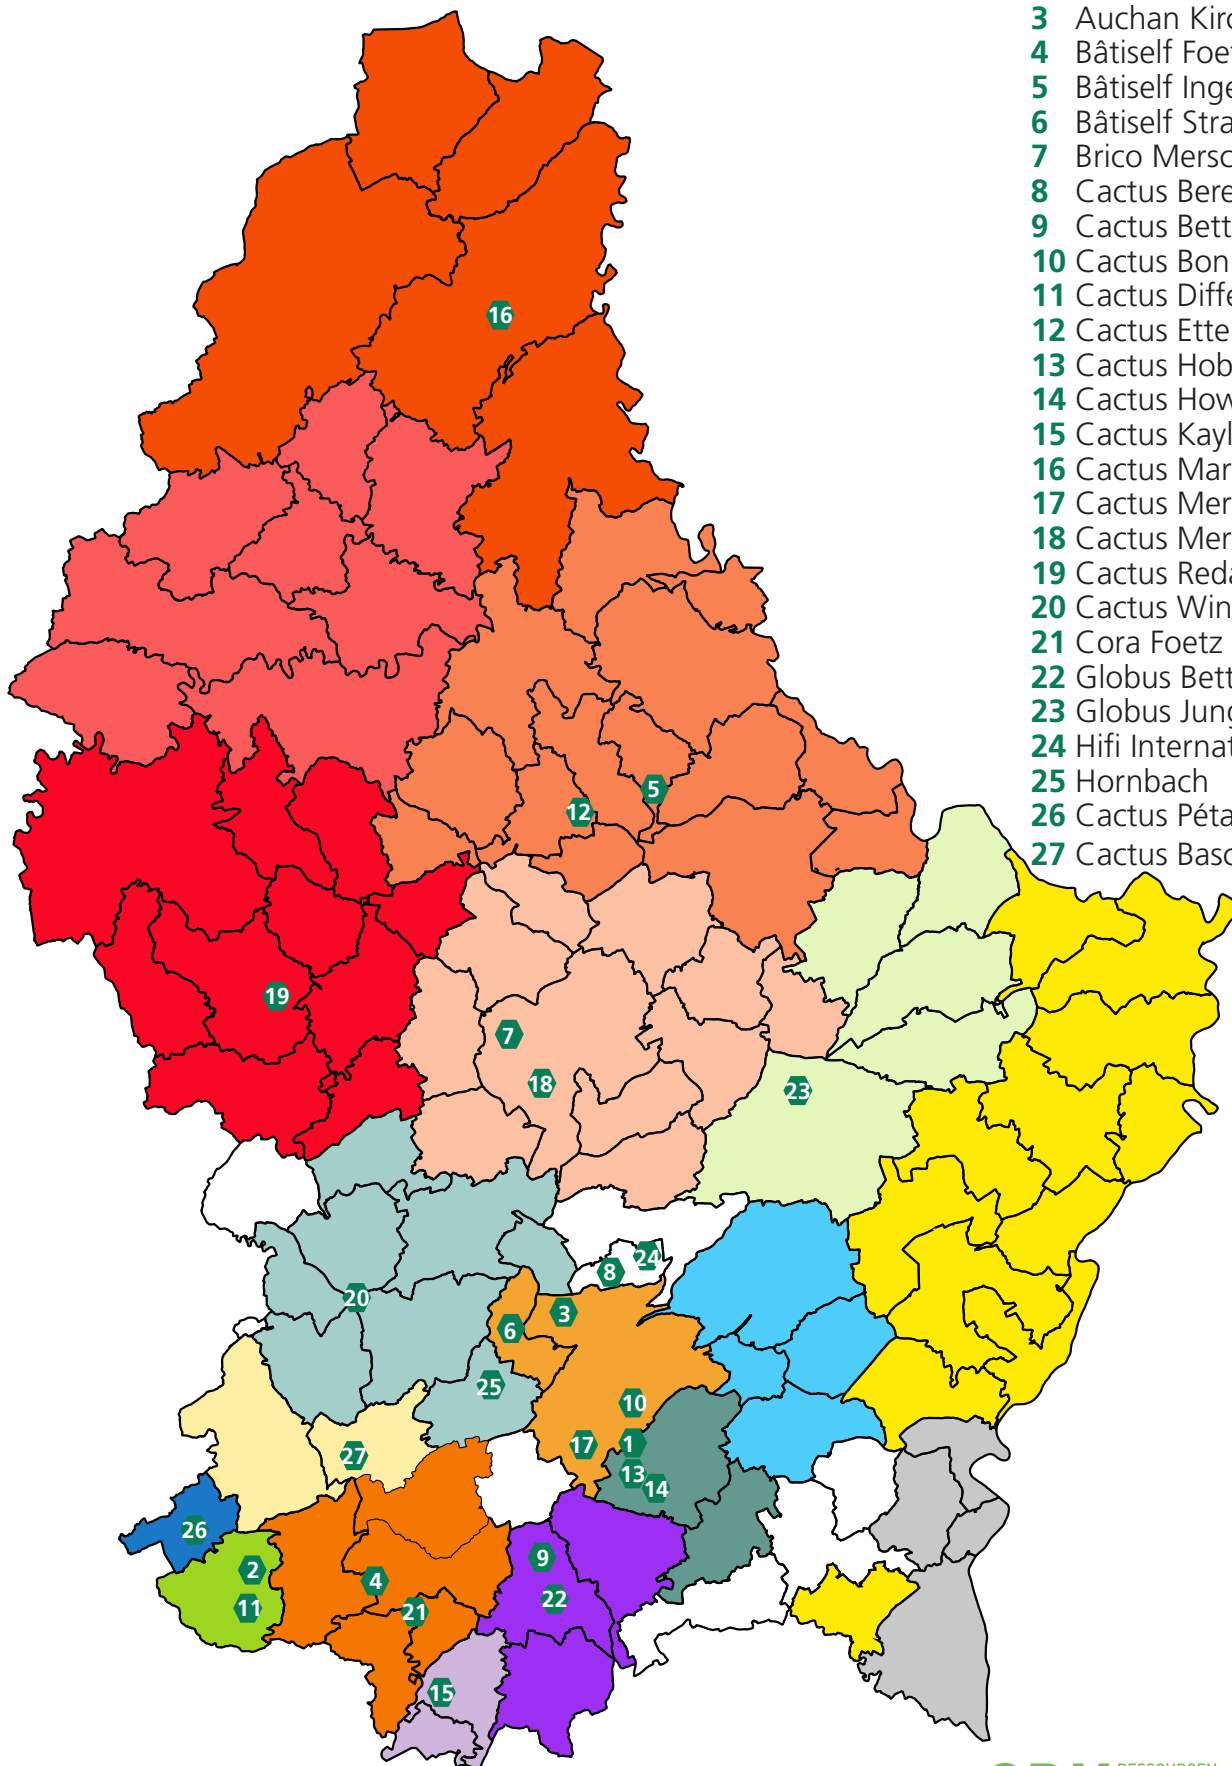 3 Auchan Kirc
4 Bâtiself Foet
5 Bâtiself Inge
6 Bâtiself Stra
7 Brico Mersc
8 Cactus Bere
9 Cactus Bett
10 Cactus Bon
11 Cactus Diffe
12 Cactus Ette
13 Cactus Hob
14 Cactus How
15 Cactus Kayl
16 Cactus Mar
17 Cactus Mer
18 Cactus Mer
19 Cactus Reda
20 Cactus Win
21 Cora Foetz
22 Globus Bett
23 Globus Jung
24 Hifi Internat
25 Hornbach
26 Cactus Péta
27 Cactus Basc
16
5
12
19
7
18
23
24
8
20
3
6
25
10
17
1
27
13
14
26
9
2
4
22
11
21
15